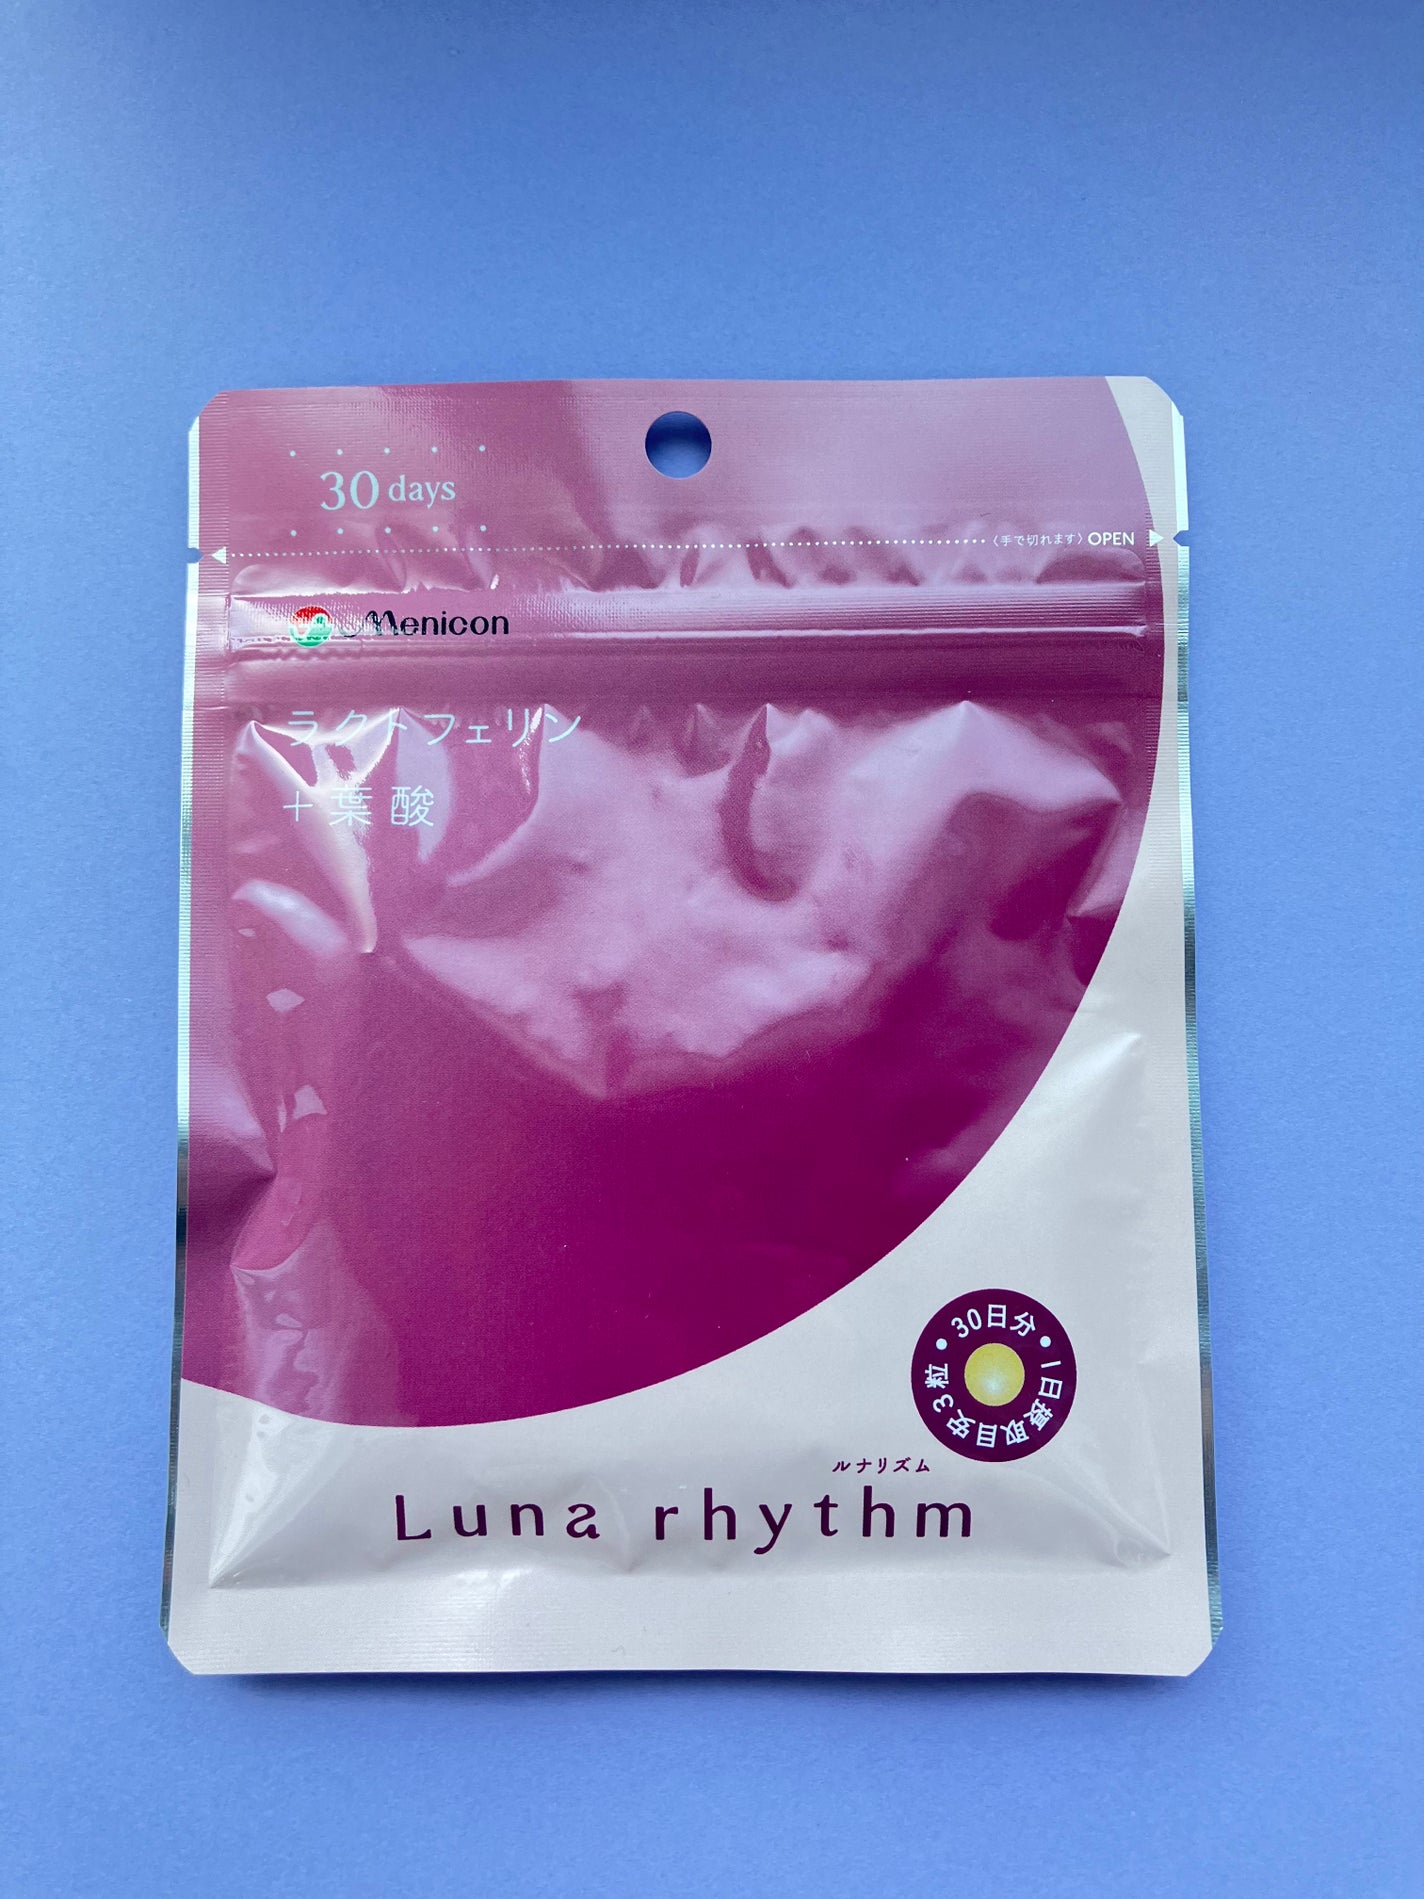 30 days
〈手で切れます〉OPEN
Menicon
ラクトフェリン
+葉酸
30日分・1日摂取目安3粒・
ルナリズム
Luna rhythm